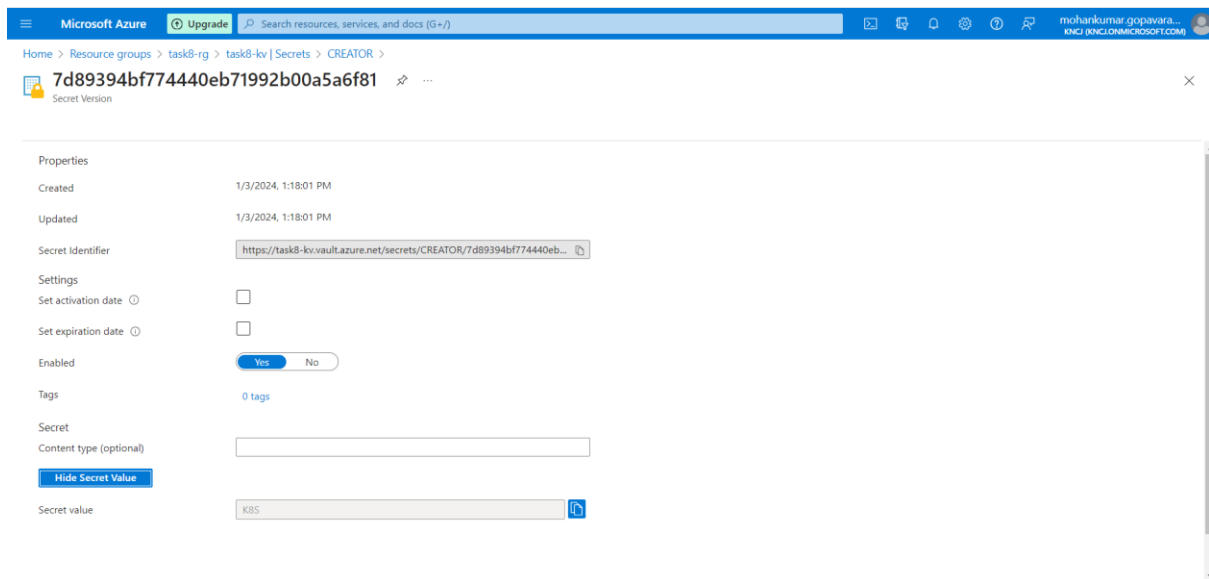 Microsoft Azure
Upgrade
Search resources, services, and docs (G+/)
mohankumar.gopavara...
KNCJ (KNCJ.ONMICROSOFT.COM)
Home > Resource groups > task8-rg > task8-kv | Secrets > CREATOR >
7d89394bf774440eb71992b00a5a6f81
Secret Version
Properties
Created 1/3/2024, 1:18:01 PM
Updated 1/3/2024, 1:18:01 PM
Secret Identifier https://task8-kv.vault.azure.net/secrets/CREATOR/7d89394bf774440eb...
Settings
Set activation date
Set expiration date
Enabled Yes No
Tags 0 tags
Secret
Content type (optional)
Hide Secret Value
Secret value K8S